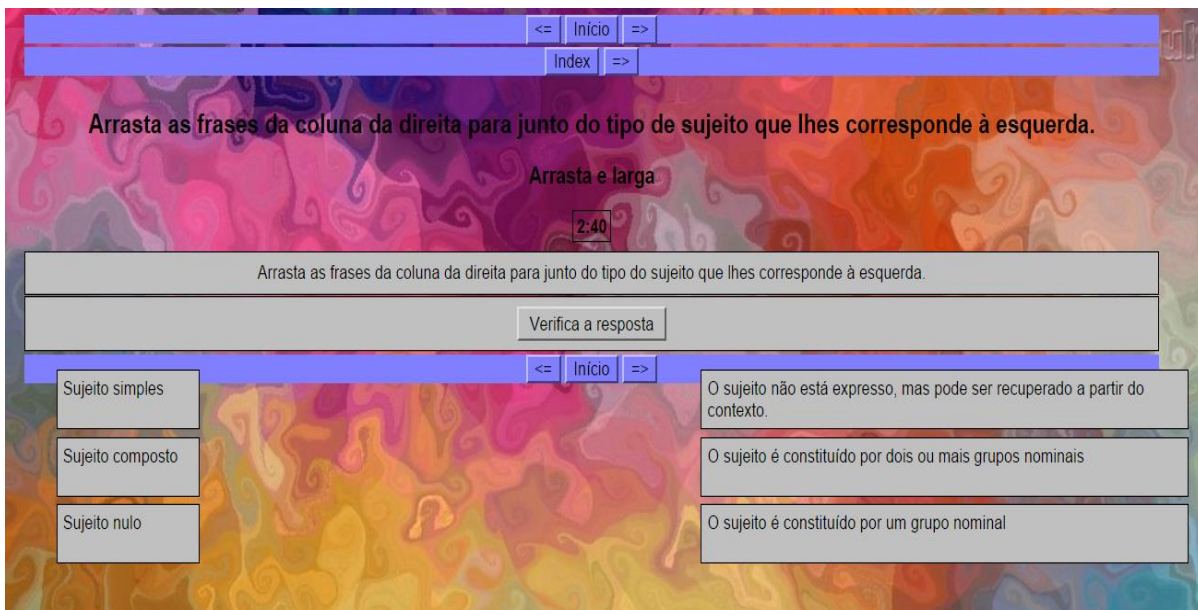 <= Início =>
Index =>
Arrasta as frases da coluna da direita para junto do tipo de sujeito que lhes corresponde à esquerda.
Arrasta e larga
2:40
Arrasta as frases da coluna da direita para junto do tipo do sujeito que lhes corresponde à esquerda.
Verifica a resposta
<= Início =>
Sujeito simples
O sujeito não está expresso, mas pode ser recuperado a partir do
contexto.
Sujeito composto
O sujeito é constituído por dois ou mais grupos nominais
Sujeito nulo
O sujeito é constituído por um grupo nominal